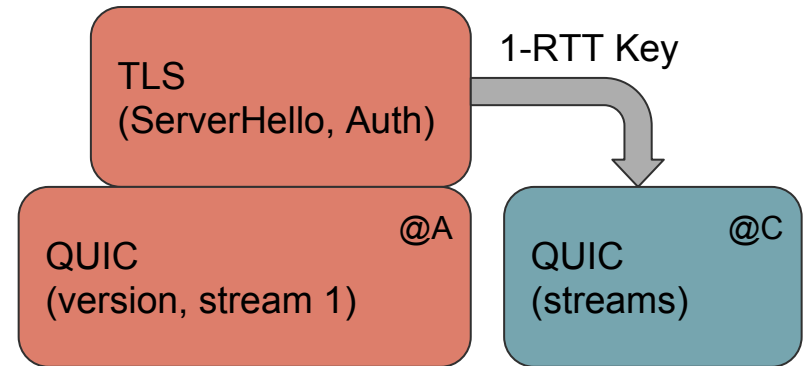 TLS
(ServerHello, Auth)
1-RTT Key
@A
QUIC
(version, stream 1)
@C
QUIC
(streams)